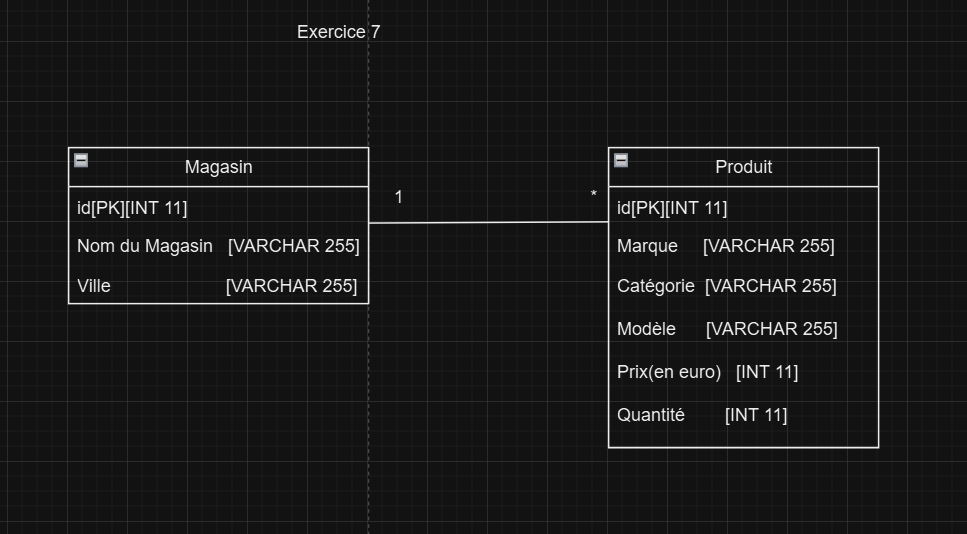 Exercice 7
Magasin
id[PK][INT 11]
Nom du Magasin [VARCHAR 255]
Ville [VARCHAR 255]
1
*
Produit
id[PK][INT 11]
Marque [VARCHAR 255]
Catégorie [VARCHAR 255]
Modèle [VARCHAR 255]
Prix(en euro) [INT 11]
Quantité [INT 11]